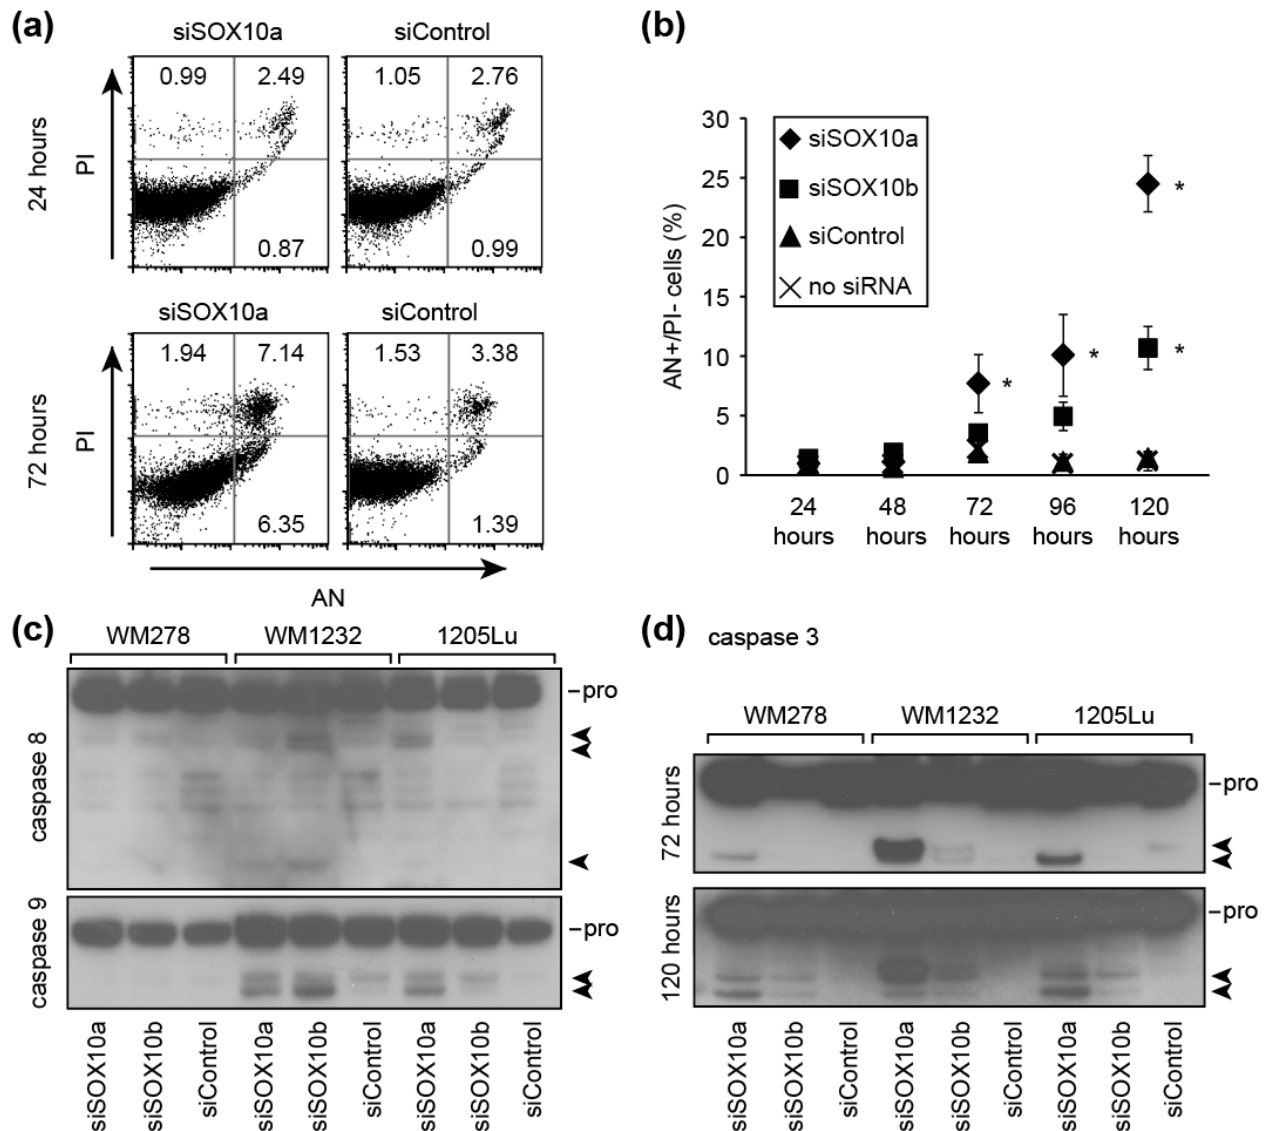 (a)
siSOX10a siControl
24 hours
PI
0.99 2.49 1.05 2.76
0.87 0.99
siSOX10a siControl
72 hours
PI
1.94 7.14 1.53 3.38
6.35 1.39
AN
(b)
AN+/PI- cells (%)
30
25
20
15
10
5
0
siSOX10a
siSOX10b
siControl
no siRNA
*
*
*
*
24 48 72 96 120
hours hours hours hours hours
(c)
WM278 WM1232 1205Lu
caspase 8
–pro
caspase 9
–pro
siSOX10a siSOX10b siControl siSOX10a siSOX10b siControl siSOX10a siSOX10b siControl
(d) caspase 3
WM278 WM1232 1205Lu
72 hours
–pro
120 hours
–pro
siSOX10a siSOX10b siControl siSOX10a siSOX10b siControl siSOX10a siSOX10b siControl